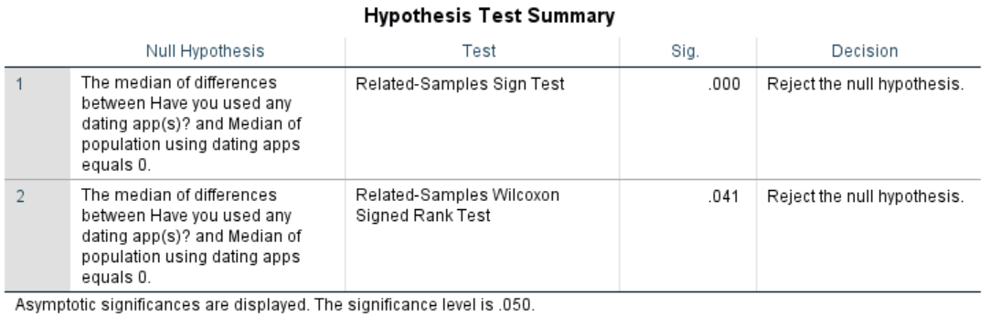 Hypothesis Test Summary
Null Hypothesis Test Sig. Decision
1 The median of differences Related-Samples Sign Test .000 Reject the null hypothesis.
between Have you used any
dating app(s)? and Median of
population using dating apps
equals 0.
2 The median of differences Related-Samples Wilcoxon .041 Reject the null hypothesis.
between Have you used any Signed Rank Test
dating app(s)? and Median of
population using dating apps
equals 0.
Asymptotic significances are displayed. The significance level is .050.